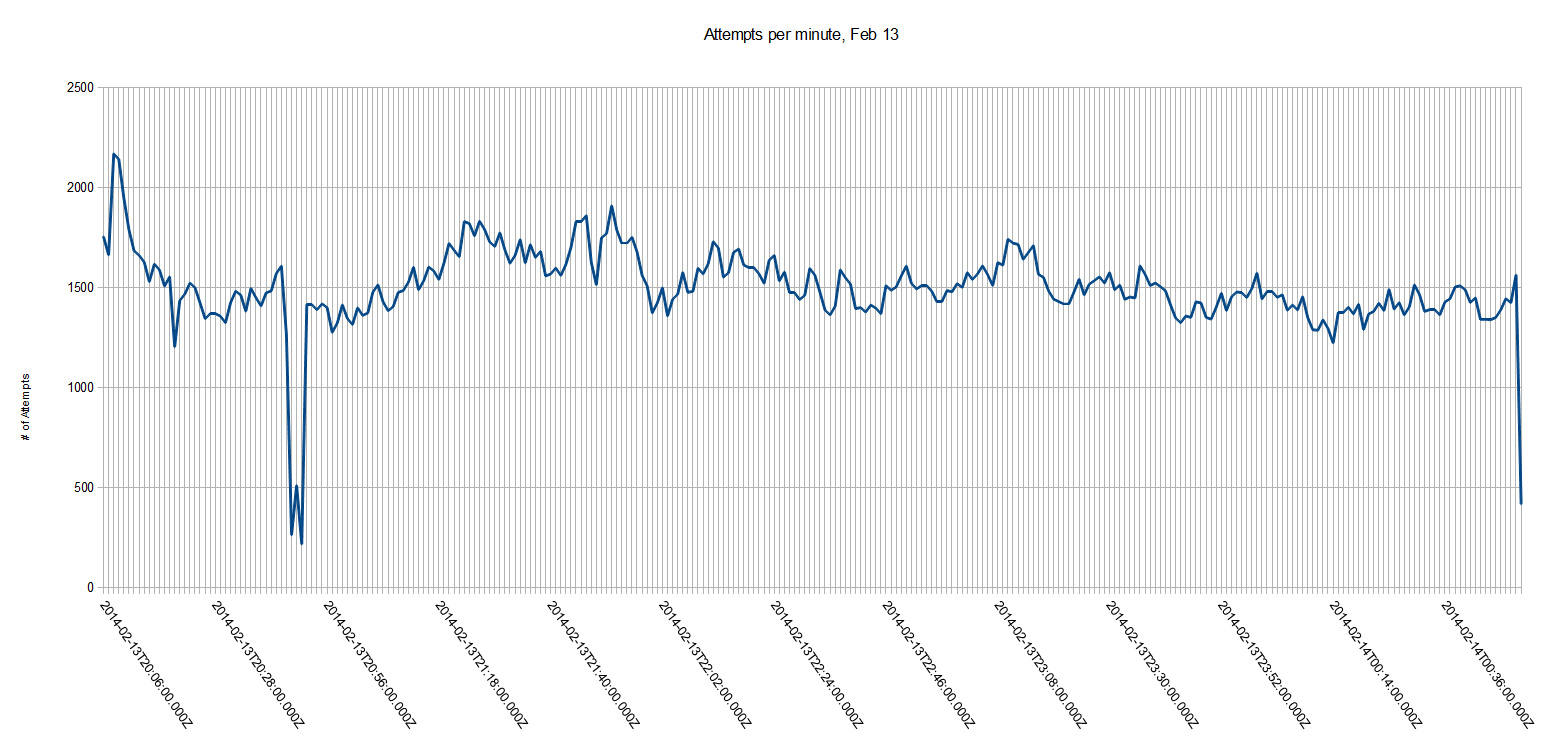 Attempts per minute, Feb 13
2500
2000
1500
1000
500
0
# of Attempts
2014-02-13T20:06:00.000Z
2014-02-13T20:28:00.000Z
2014-02-13T20:56:00.000Z
2014-02-13T21:18:00.000Z
2014-02-13T21:40:00.000Z
2014-02-13T22:02:00.000Z
2014-02-13T22:24:00.000Z
2014-02-13T22:46:00.000Z
2014-02-13T23:08:00.000Z
2014-02-13T23:30:00.000Z
2014-02-13T23:52:00.000Z
2014-02-14T00:14:00.000Z
2014-02-14T00:36:00.000Z